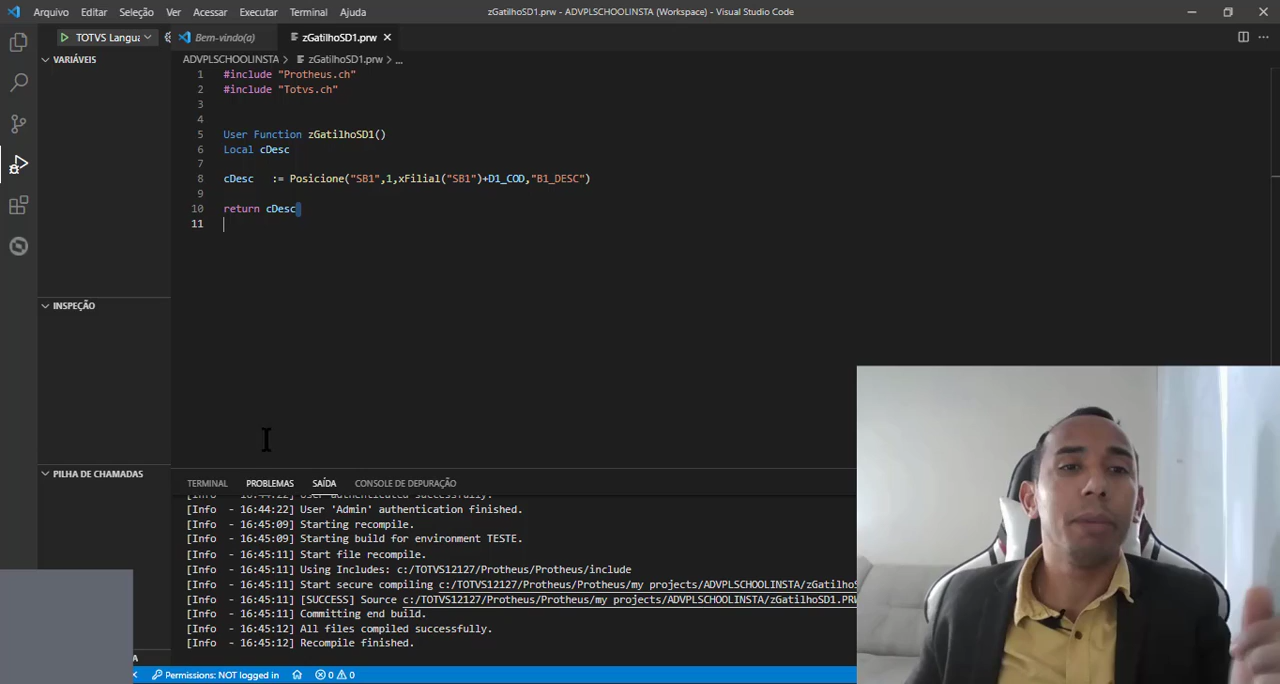 Arquivo Editar Seleção Ver Acessar Executar Terminal Ajuda
zGatilhoSD1.prw - ADVPLSCHOOLINSTA (Workspace) - Visual Studio Code
TOTVS Langua
Bem-vindo(a)
zGatilhoSD1.prw
VARIÁVEIS
ADVPLSCHOOLINSTA > zGatilhoSD1.prw > ...
1 #include "Protheus.ch"
2 #include "Totvs.ch"
3
4
5 User Function zGatilhoSD1()
6 Local cDesc
7
8 cDesc := Posicione("SB1",1,xFilial("SB1")+D1_COD,"B1_DESC")
9
10 return cDesc
11
INSPEÇÃO
PILHA DE CHAMADAS
TERMINAL PROBLEMAS SAÍDA CONSOLE DE DEPURAÇÃO
[Info - 16:44:22] User authenticated successfully.
[Info - 16:44:22] User 'Admin' authentication finished.
[Info - 16:45:09] Starting recompile.
[Info - 16:45:09] Starting build for environment TESTE.
[Info - 16:45:11] Start file recompile.
[Info - 16:45:11] Using Includes: c:/TOTVS12127/Protheus/Protheus/include
[Info - 16:45:11] Start secure compiling c:/TOTVS12127/Protheus/Protheus/my projects/ADVPLSCHOOLINSTA/zGatilhoS
[Info - 16:45:11] [SUCCESS] Source c:/TOTVS12127/Protheus/Protheus/my projects/ADVPLSCHOOLINSTA/zGatilhoSD1.PRW
[Info - 16:45:11] Committing end build.
[Info - 16:45:12] All files compiled successfully.
[Info - 16:45:12] Recompile finished.
A
Permissions: NOT logged in
0 0